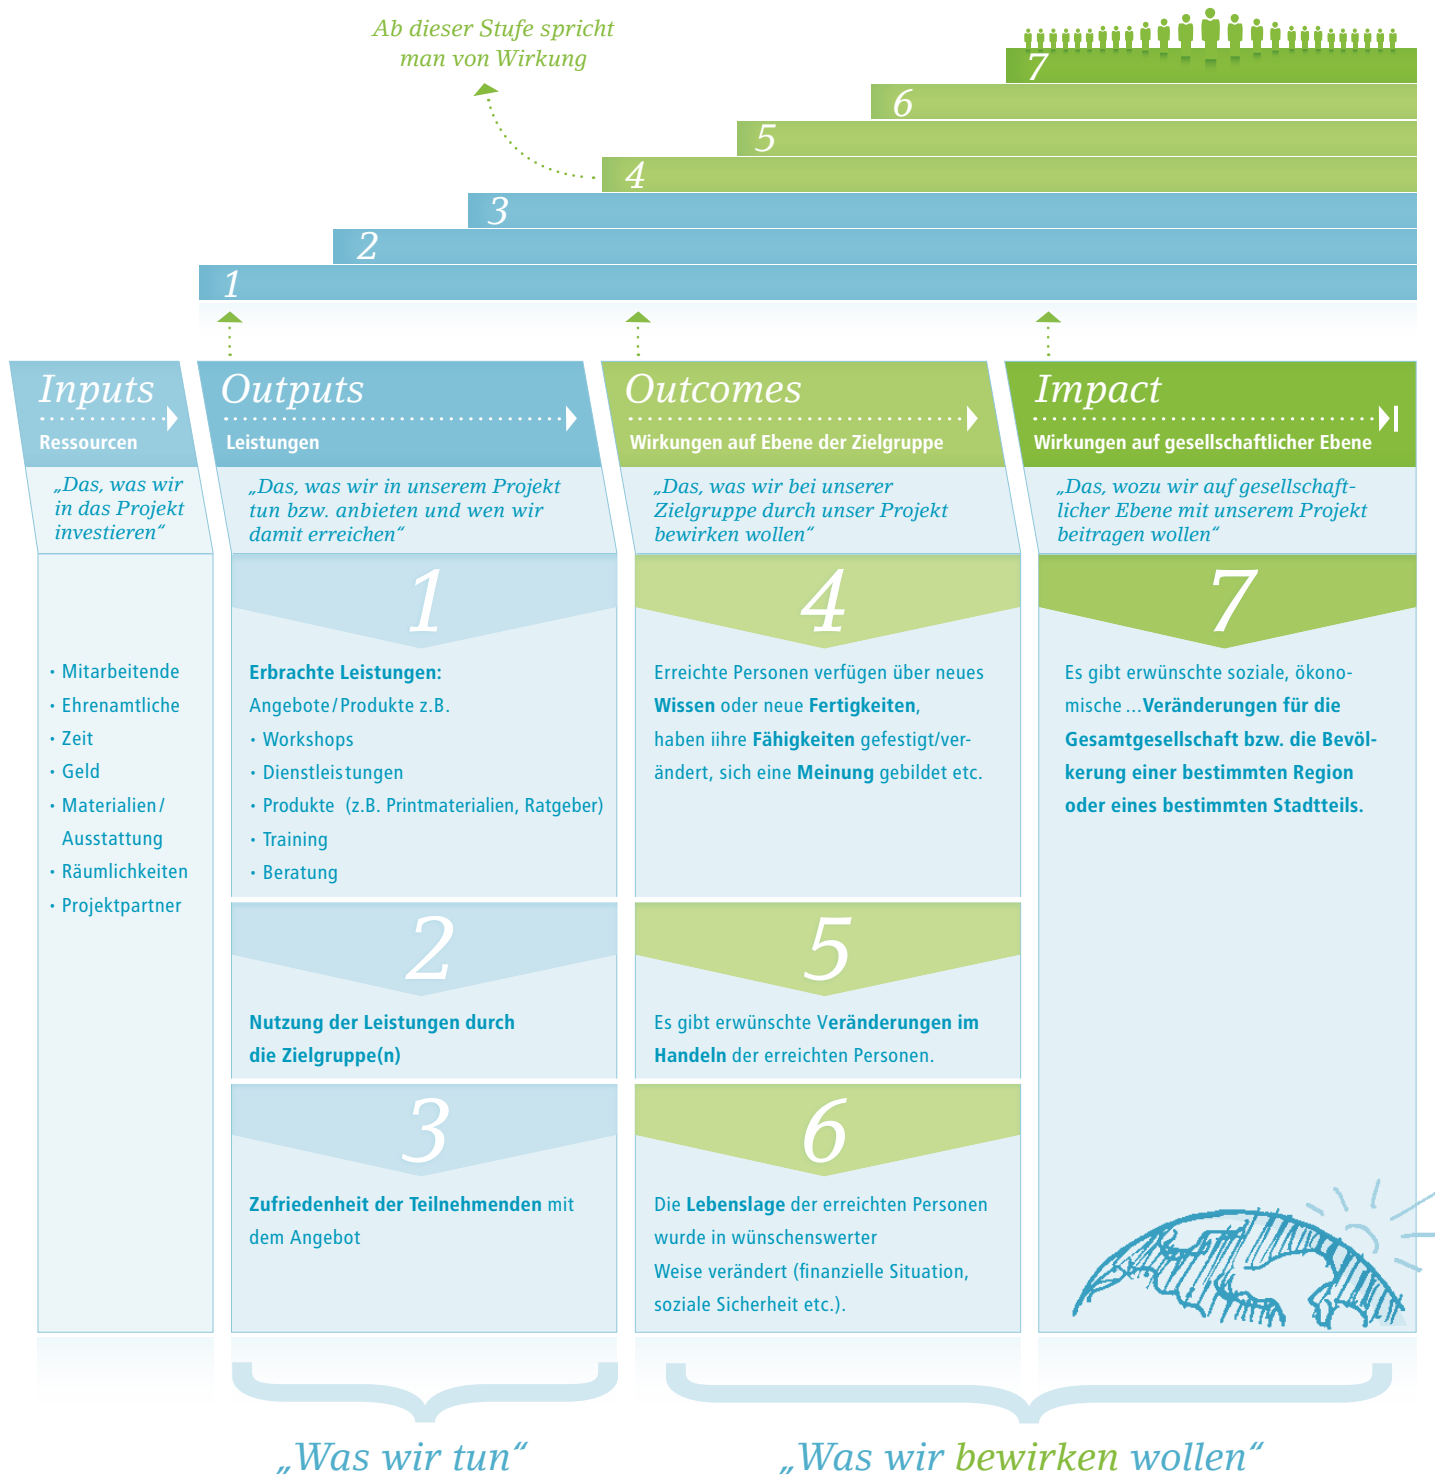 Ab dieser Stufe spricht
man von Wirkung
7
6
5
4
3
2
1
Inputs
Ressourcen
„Das, was wir
in das Projekt
investieren“
· Mitarbeitende
· Ehrenamtliche
· Zeit
· Geld
· Materialien/
Ausstattung
· Räumlichkeiten
· Projektpartner
Outputs
Leistungen
„Das, was wir in unserem Projekt
tun bzw. anbieten und wen wir
damit erreichen“
1
Erbrachte Leistungen:
Angebote/Produkte z.B.
· Workshops
· Dienstleistungen
· Produkte (z.B. Printmaterialien, Ratgeber)
· Training
· Beratung
2
Nutzung der Leistungen durch
die Zielgruppe(n)
3
Zufriedenheit der Teilnehmenden mit
dem Angebot
Outcomes
Wirkungen auf Ebene der Zielgruppe
„Das, was wir bei unserer
Zielgruppe durch unser Projekt
bewirken wollen“
4
Erreichte Personen verfügen über neues
Wissen oder neue Fertigkeiten,
haben iihre Fähigkeiten gefestigt/ver-
ändert, sich eine Meinung gebildet etc.
5
Es gibt erwünschte Veränderungen im
Handeln der erreichten Personen.
6
Die Lebenslage der erreichten Personen
wurde in wünschenswerter
Weise verändert (finanzielle Situation,
soziale Sicherheit etc.).
Impact
Wirkungen auf gesellschaftlicher Ebene
„Das, wozu wir auf gesellschaft-
licher Ebene mit unserem Projekt
beitragen wollen“
7
Es gibt erwünschte soziale, ökono-
mische ...Veränderungen für die
Gesamtgesellschaft bzw. die Bevöl-
kerung einer bestimmten Region
oder eines bestimmten Stadtteils.
„Was wir tun“
„Was wir bewirken wollen“